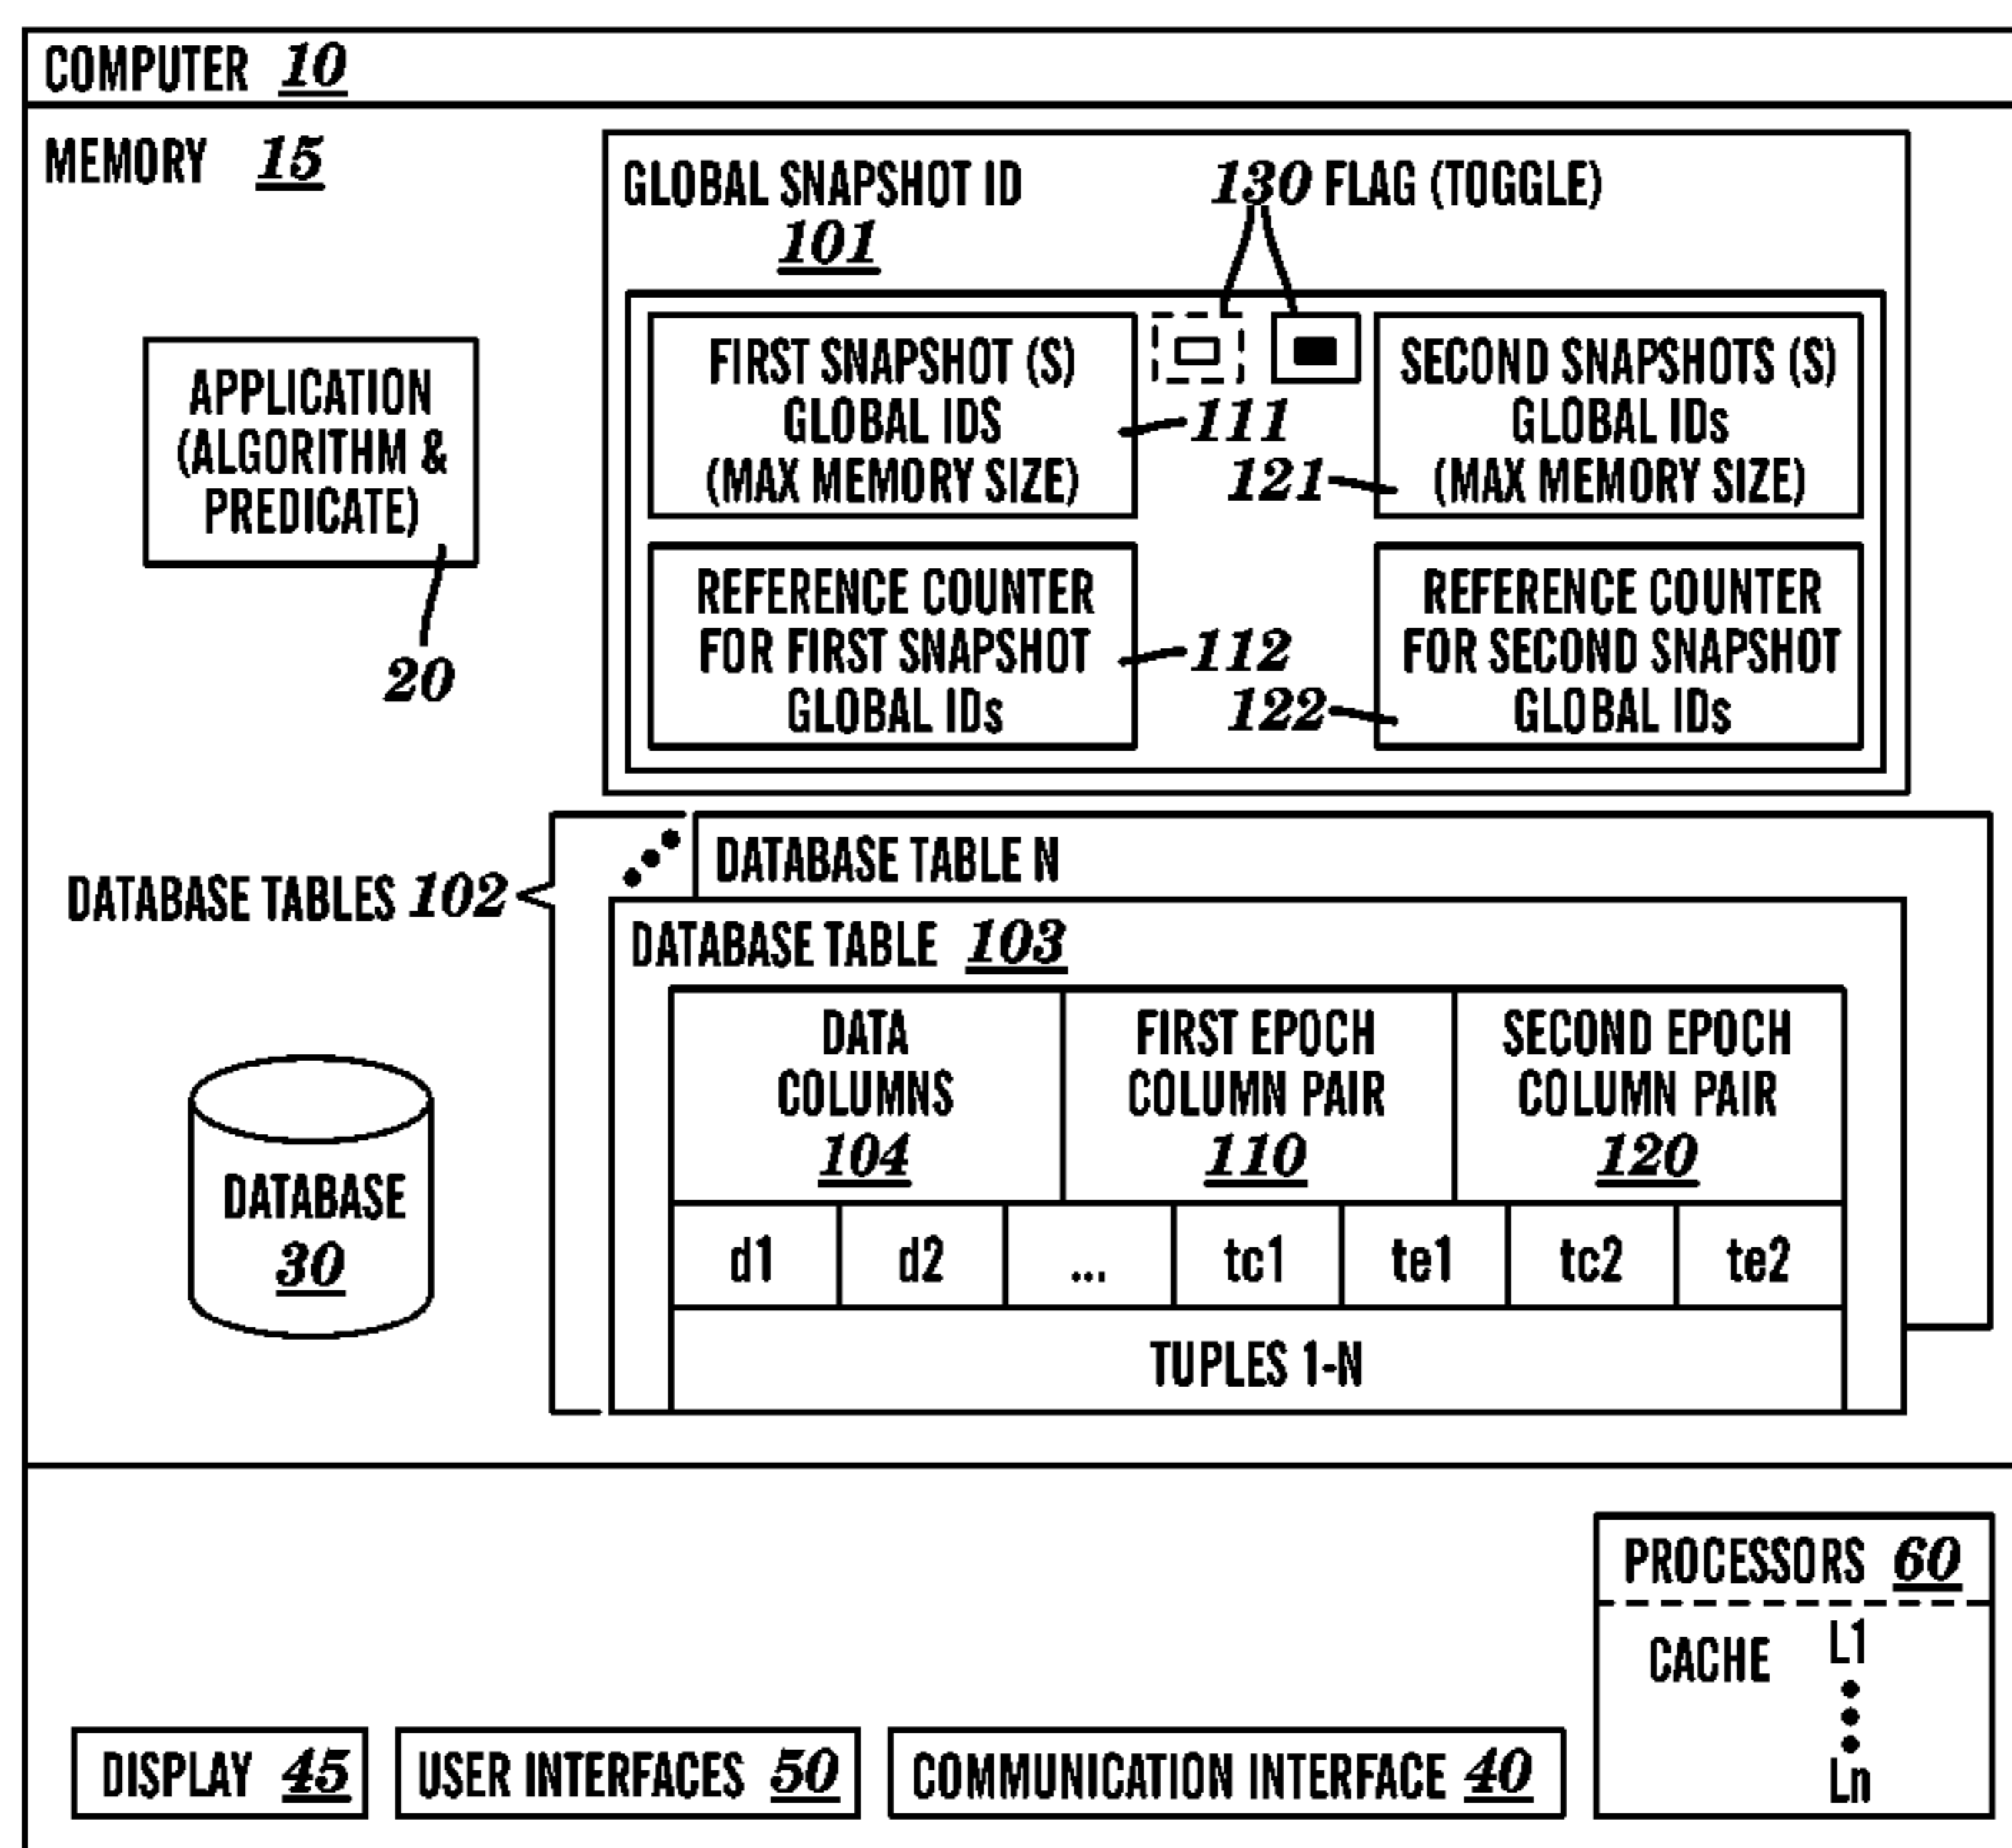 COMPUTER 10
MEMORY 15
GLOBAL SNAPSHOT ID
101
130 FLAG (TOGGLE)
APPLICATION
(ALGORITHM &
PREDICATE)
20
FIRST SNAPSHOT (S)
GLOBAL IDS
(MAX MEMORY SIZE)
111
SECOND SNAPSHOTS (S)
GLOBAL IDs
(MAX MEMORY SIZE)
121
REFERENCE COUNTER
FOR FIRST SNAPSHOT
GLOBAL IDs
112
REFERENCE COUNTER
FOR SECOND SNAPSHOT
GLOBAL IDs
122
DATABASE TABLES 102
DATABASE TABLE N
DATABASE TABLE 103
DATA
COLUMNS
104
FIRST EPOCH
COLUMN PAIR
110
SECOND EPOCH
COLUMN PAIR
120
d1 d2 ... tc1 te1 tc2 te2
TUPLES 1-N
DATABASE
30
PROCESSORS 60
CACHE
L1
Ln
DISPLAY 45
USER INTERFACES 50
COMMUNICATION INTERFACE 40